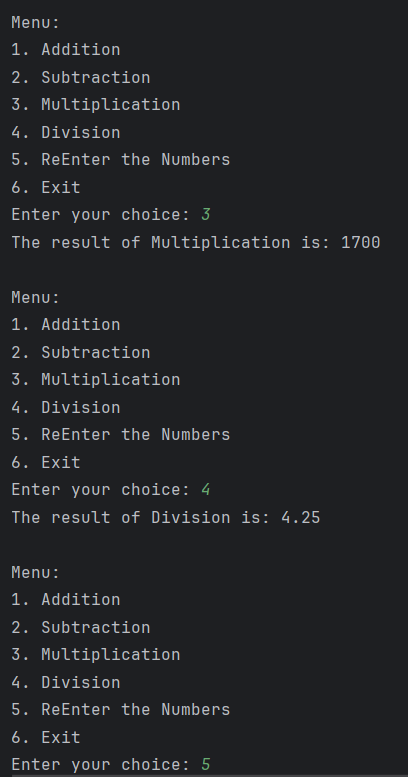 Menu:
1. Addition
2. Subtraction
3. Multiplication
4. Division
5. ReEnter the Numbers
6. Exit
Enter your choice: 3
The result of Multiplication is: 1700

Menu:
1. Addition
2. Subtraction
3. Multiplication
4. Division
5. ReEnter the Numbers
6. Exit
Enter your choice: 4
The result of Division is: 4.25

Menu:
1. Addition
2. Subtraction
3. Multiplication
4. Division
5. ReEnter the Numbers
6. Exit
Enter your choice: 5